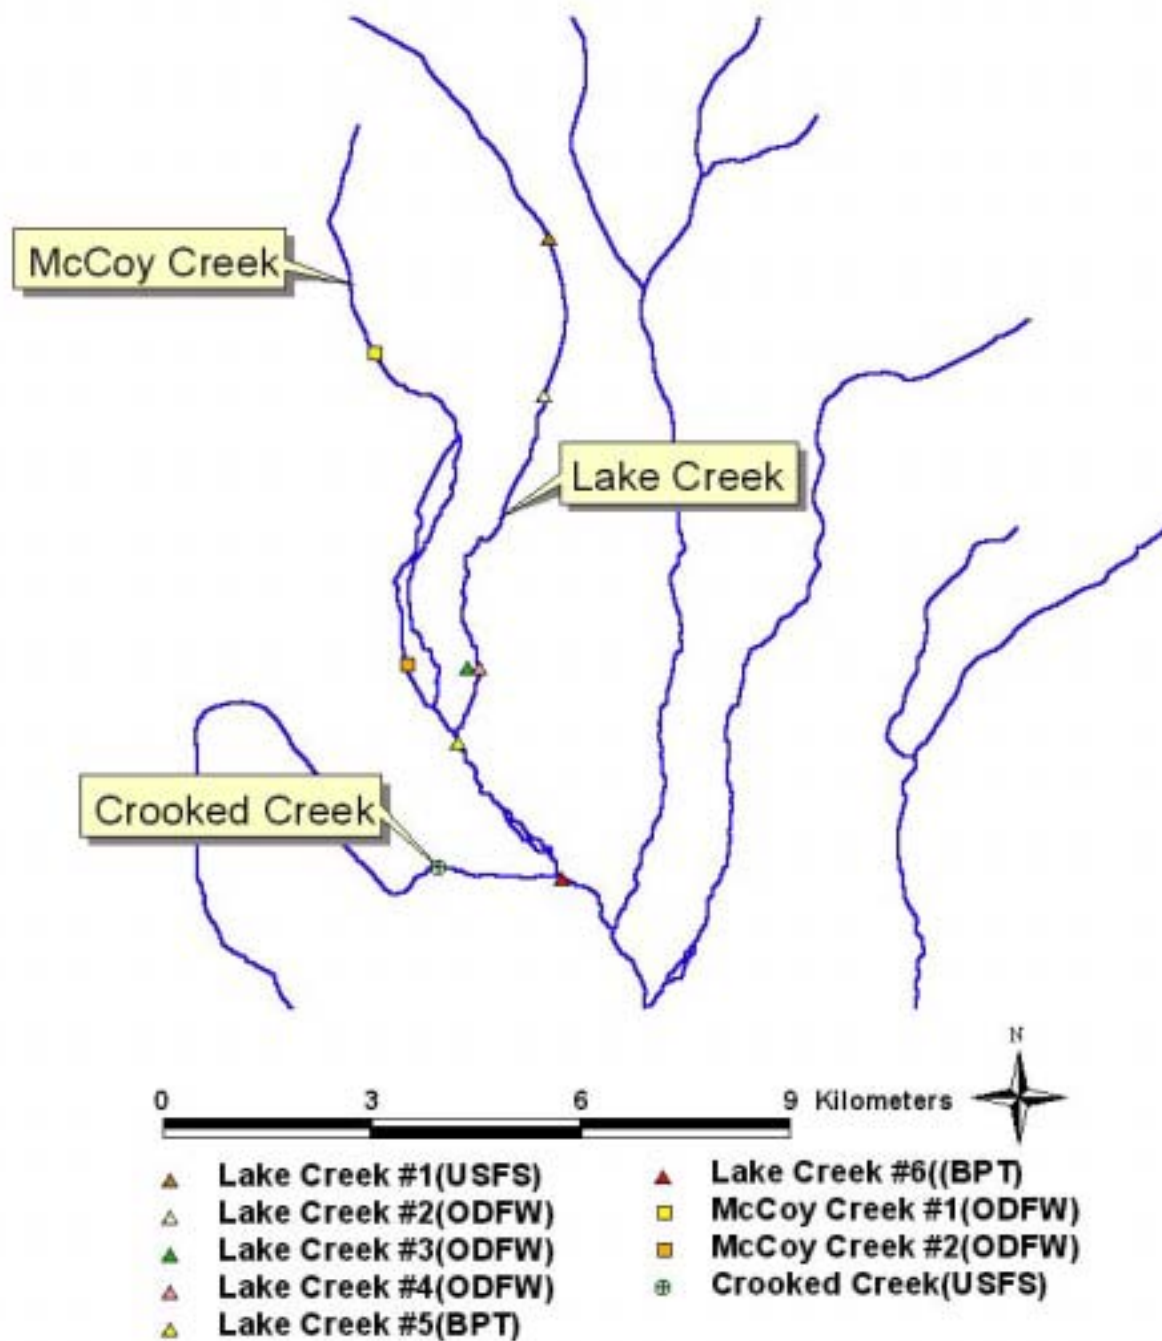 McCoy Creek
Lake Creek
Crooked Creek
N
0 3 6 9 Kilometers
Lake Creek #1(USFS)
Lake Creek #2(ODFW)
Lake Creek #3(ODFW)
Lake Creek #4(ODFW)
Lake Creek #5(BPT)
Lake Creek #6((BPT)
McCoy Creek #1(ODFW)
McCoy Creek #2(ODFW)
Crooked Creek(USFS)